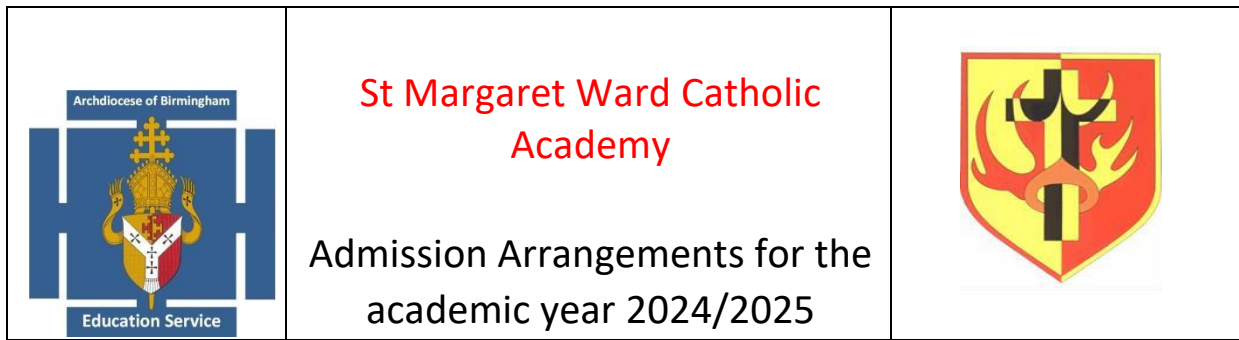 Archdiocese of Birmingham
Education Service
St Margaret Ward Catholic
Academy
Admission Arrangements for the
academic year 2024/2025